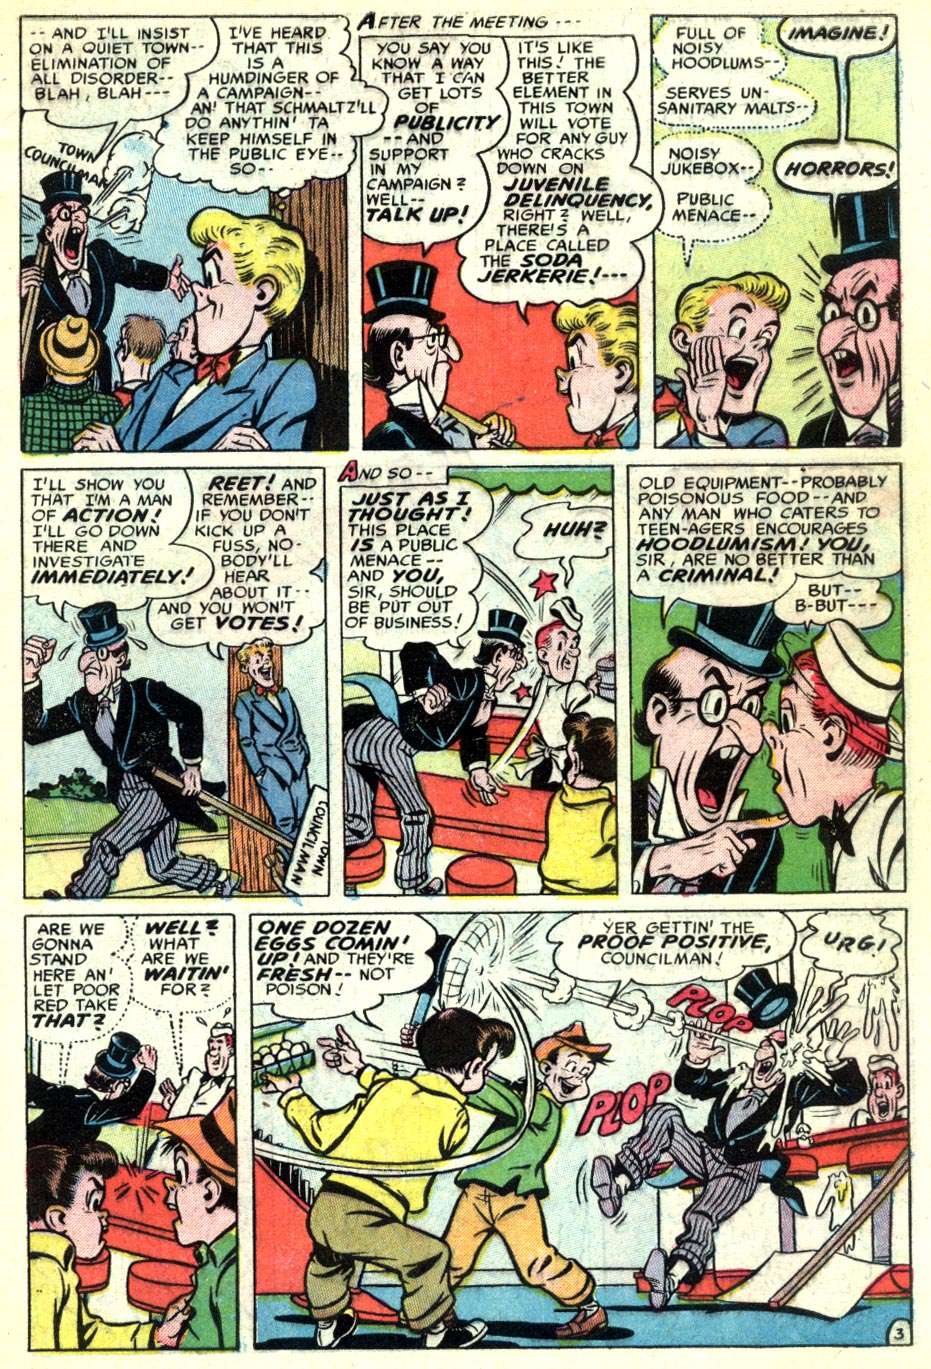 -- AND I'LL INSIST
ON A QUIET TOWN--
ELIMINATION OF
ALL DISORDER--
BLAH, BLAH---
I'VE HEARD
THAT THIS
IS A
HUMDINGER OF
A CAMPAIGN--
AN' THAT SCHMALTZ'LL
DO ANYTHIN' TA
KEEP HIMSELF IN
THE PUBLIC EYE--
SO--
TOWN
COUNCILMAN
AFTER THE MEETING ---
YOU SAY YOU
KNOW A WAY
THAT I CAN
GET LOTS
OF
PUBLICITY
-- AND
SUPPORT
IN MY
CAMPAIGN?
WELL--
TALK UP!
IT'S LIKE
THIS! THE
BETTER
ELEMENT IN
THIS TOWN
WILL VOTE
FOR ANY GUY
WHO CRACKS
DOWN ON
JUVENILE
DELINQUENCY,
RIGHT? WELL,
THERE'S A
PLACE CALLED
THE SODA
JERKERIE!---
FULL OF
NOISY
HOODLUMS--
SERVES UN-
SANITARY MALTS--
IMAGINE!
NOISY
JUKEBOX--
PUBLIC
MENACE--
HORRORS!
I'LL SHOW YOU
THAT I'M A MAN
OF ACTION!
I'LL GO DOWN
THERE AND
INVESTIGATE
IMMEDIATELY!
REET! AND
REMEMBER--
IF YOU DON'T
KICK UP A
FUSS, NO-
BODY'LL
HEAR
ABOUT IT--
AND YOU WON'T
GET VOTES!
TOWN
COUNCILMAN
AND SO--
JUST AS I
THOUGHT!
THIS PLACE
IS A PUBLIC
MENACE--
AND YOU,
SIR, SHOULD
BE PUT OUT
OF BUSINESS!
HUH?
OLD EQUIPMENT--PROBABLY
POISONOUS FOOD--AND
ANY MAN WHO CATERS TO
TEEN-AGERS ENCOURAGES
HOODLUMISM! YOU,
SIR, ARE NO BETTER THAN
A CRIMINAL!
BUT--
B-BUT---
ARE WE
GONNA
STAND
HERE AN'
LET POOR
RED TAKE
THAT?
WELL?
WHAT
ARE WE
WAITIN'
FOR?
ONE DOZEN
EGGS COMIN'
UP! AND THEY'RE
FRESH-- NOT
POISON!
YER GETTIN' THE
PROOF POSITIVE,
COUNCILMAN!
URG!
PLOP
PLOP
3